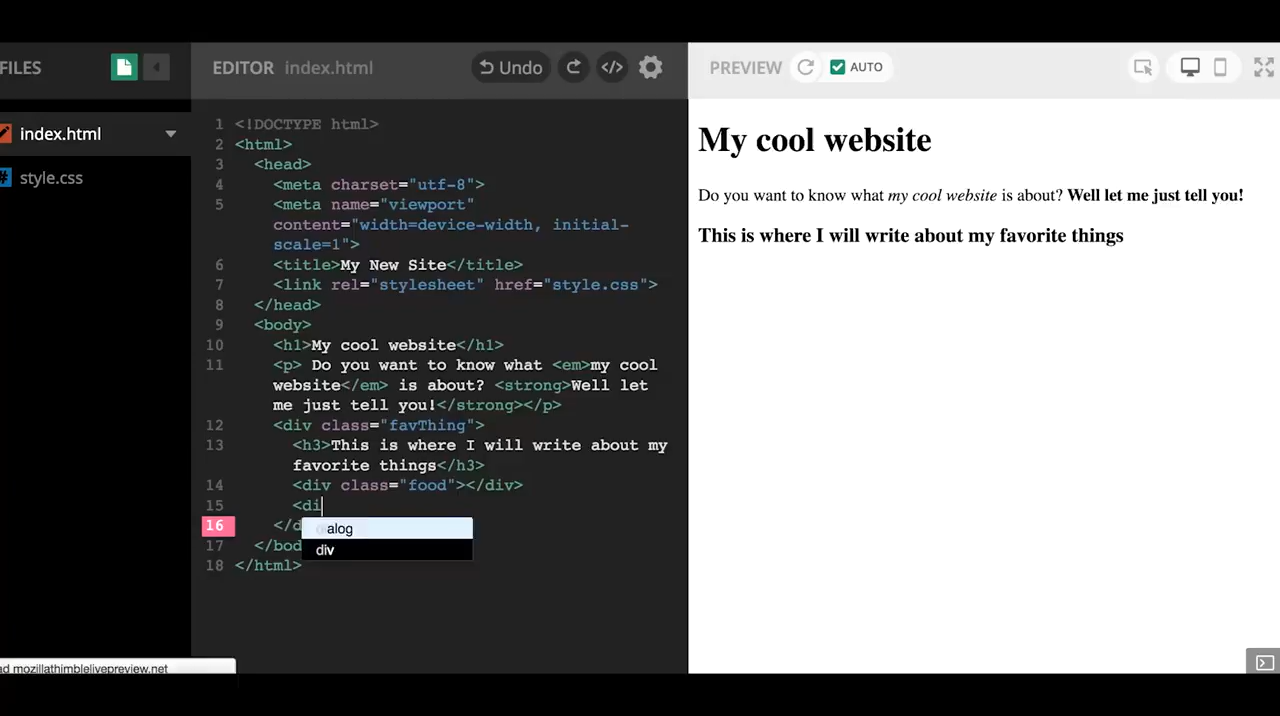 FILES
EDITOR index.html
Undo
PREVIEW
AUTO
index.html
style.css
1 <!DOCTYPE html>
2 <html>
3 <head>
4 <meta charset="utf-8">
5 <meta name="viewport"
content="width=device-width, initial-
scale=1">
6 <title>My New Site</title>
7 <link rel="stylesheet" href="style.css">
8 </head>
9 <body>
10 <h1>My cool website</h1>
11 <p> Do you want to know what <em>my cool
website</em> is about? <strong>Well let
me just tell you!</strong></p>
12 <div class="favThing">
13 <h3>This is where I will write about my
favorite things</h3>
14 <div class="food"></div>
15 <di
16 </d
alog
div
17 </bod
18 </html>
My cool website
Do you want to know what my cool website is about? Well let me just tell you!
This is where I will write about my favorite things
ad mozillathimblelivepreview.net